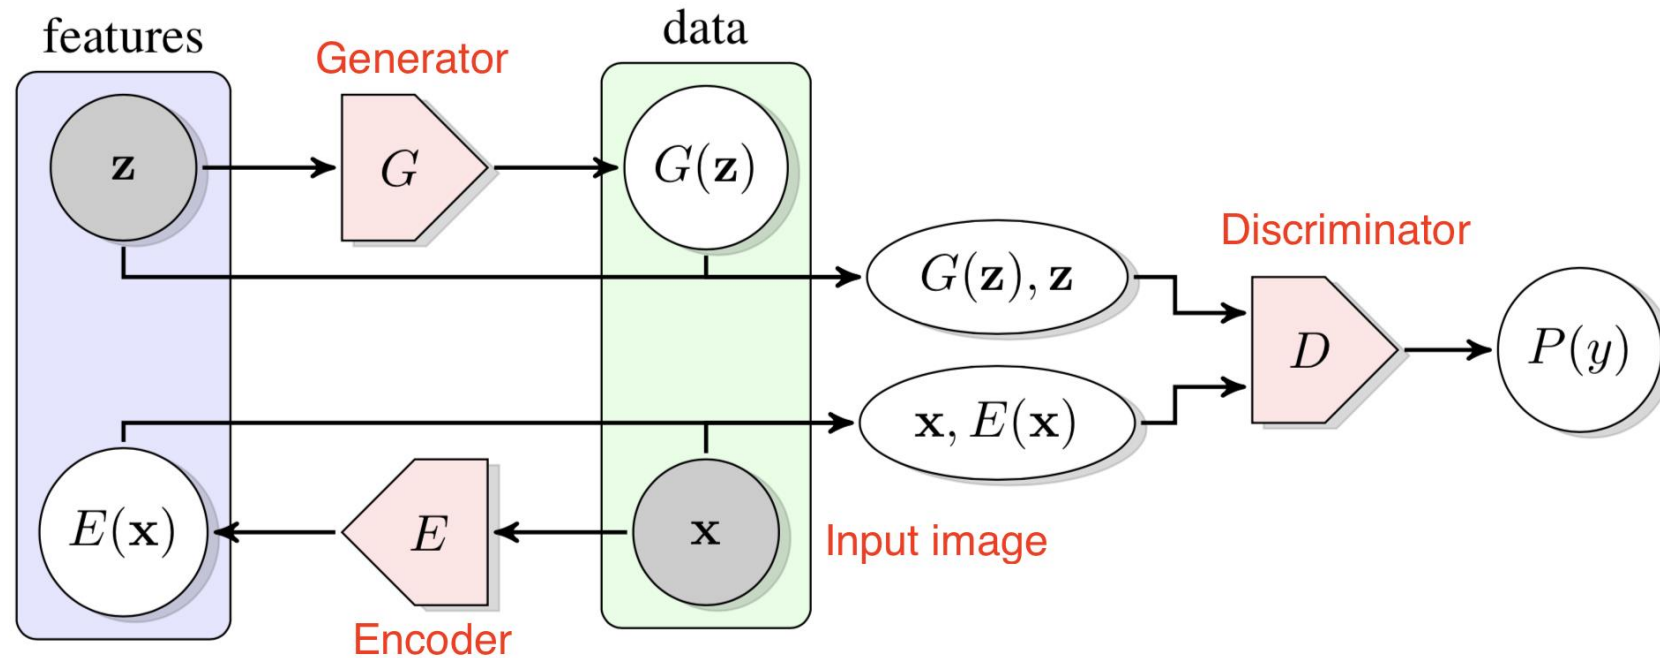 features
Generator
data
z
G
G(z)
Discriminator
G(z), z
D
P(y)
x, E(x)
E(x)
E
x
Input image
Encoder